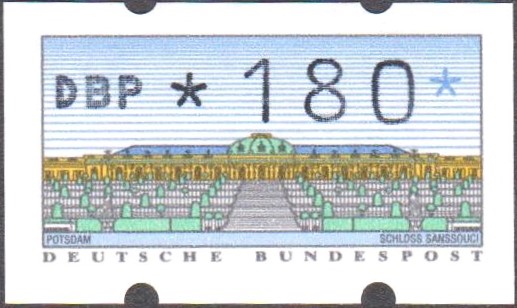 DBP *180*
POTSDAM SCHLOSS SANSSOUCI
DEUTSCHE BUNDESPOST